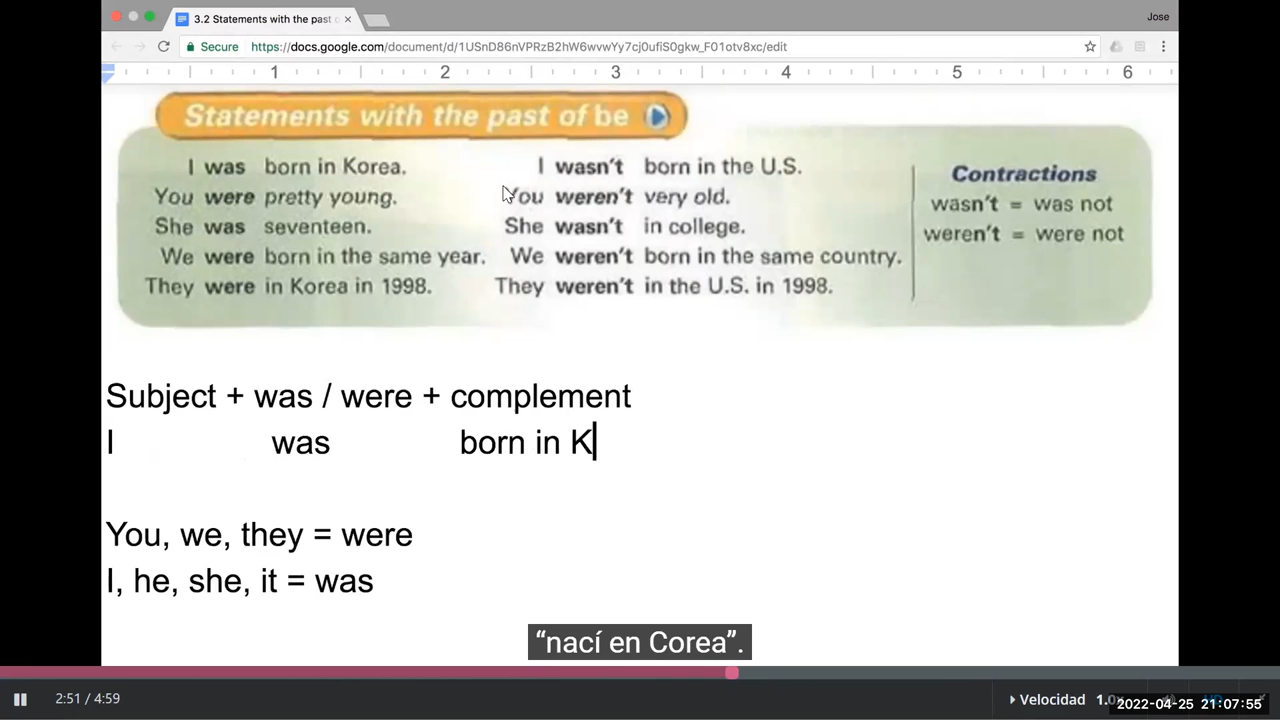 3.2 Statements with the past o
Jose
Secure
https://docs.google.com/document/d/1USnD86nVPRzB2hW6wvwYy7cj0ufiS0gkw_F01otv8xc/edit
1 2 3 4 5 6
Statements with the past of be
I was born in Korea. I wasn't born in the U.S.
You were pretty young. You weren't very old.
She was seventeen. She wasn't in college.
We were born in the same year. We weren't born in the same country.
They were in Korea in 1998. They weren't in the U.S. in 1998.
Contractions
wasn't = was not
weren't = were not
Subject + was / were + complement
I was born in K
You, we, they = were
I, he, she, it = was
“nací en Corea”.
2:51 / 4:59
Velocidad 1.0x
2022-04-25 21:07:55